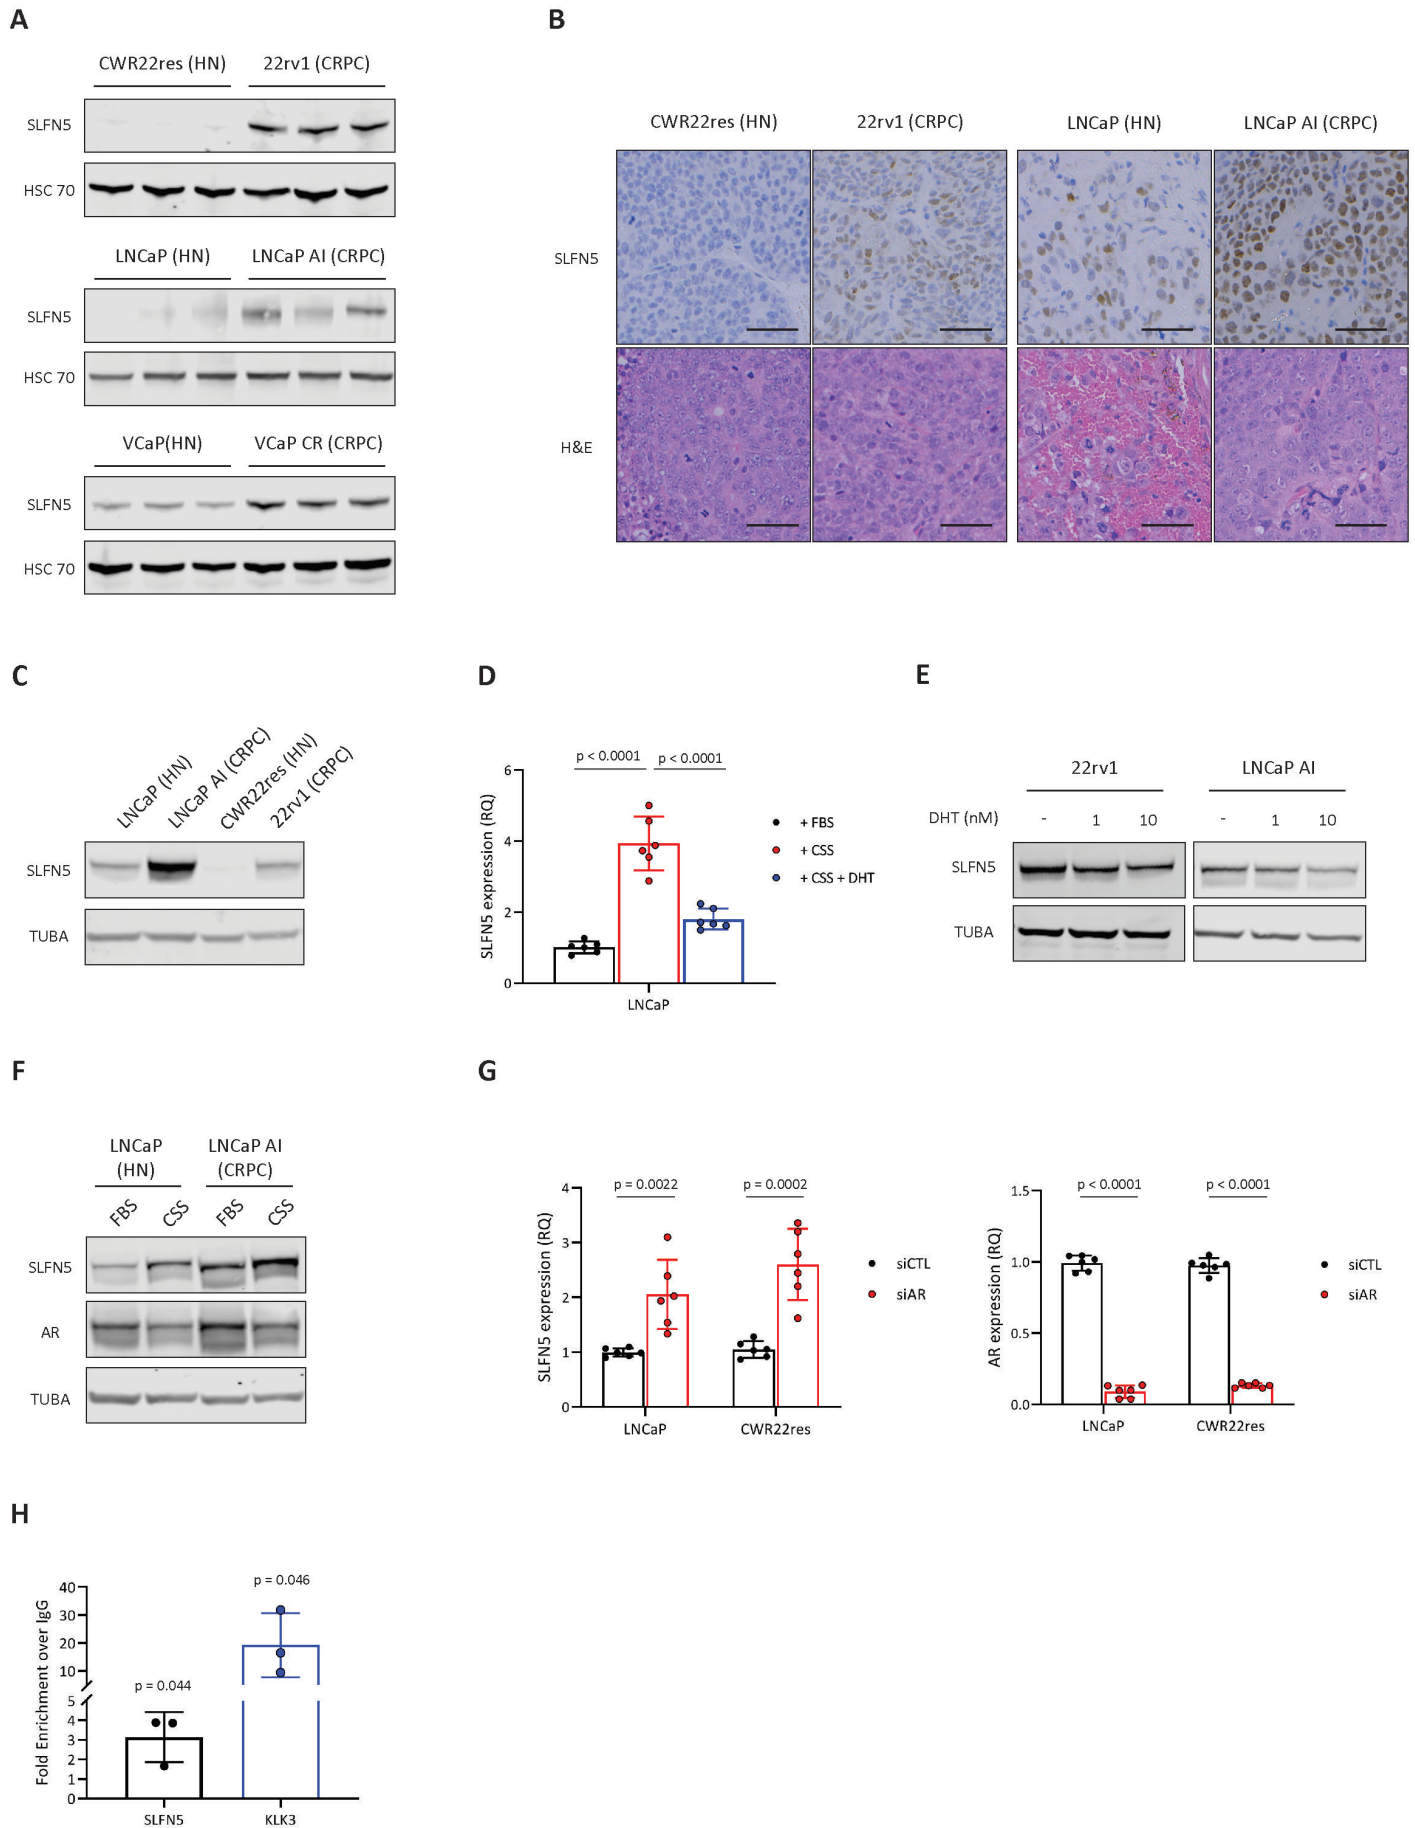 A
CWR22res (HN) 22rv1 (CRPC)
SLFN5
HSC 70
LNCaP (HN) LNCaP AI (CRPC)
SLFN5
HSC 70
VCaP(HN) VCaP CR (CRPC)
SLFN5
HSC 70
B
CWR22res (HN) 22rv1 (CRPC) LNCaP (HN) LNCaP AI (CRPC)
SLFN5
H&E
C
LNCaP (HN) LNCaP AI (CRPC) CWR22res (HN) 22rv1 (CRPC)
SLFN5
TUBA
D
p < 0.0001 p < 0.0001
SLFN5 expression (RQ)
6
4
2
0
LNCaP
+ FBS
+ CSS
+ CSS + DHT
E
22rv1 LNCaP AI
DHT (nM) - 1 10 - 1 10
SLFN5
TUBA
F
LNCaP LNCaP AI
(HN) (CRPC)
FBS CSS FBS CSS
SLFN5
AR
TUBA
G
p = 0.0022 p = 0.0002
SLFN5 expression (RQ)
4
3
2
1
0
LNCaP CWR22res
siCTL
siAR
p < 0.0001 p < 0.0001
AR expression (RQ)
1.5
1.0
0.5
0.0
LNCaP CWR22res
siCTL
siAR
H
p = 0.046
p = 0.044
Fold Enrichment over IgG
40
30
20
10
5
4
3
2
1
0
SLFN5 KLK3